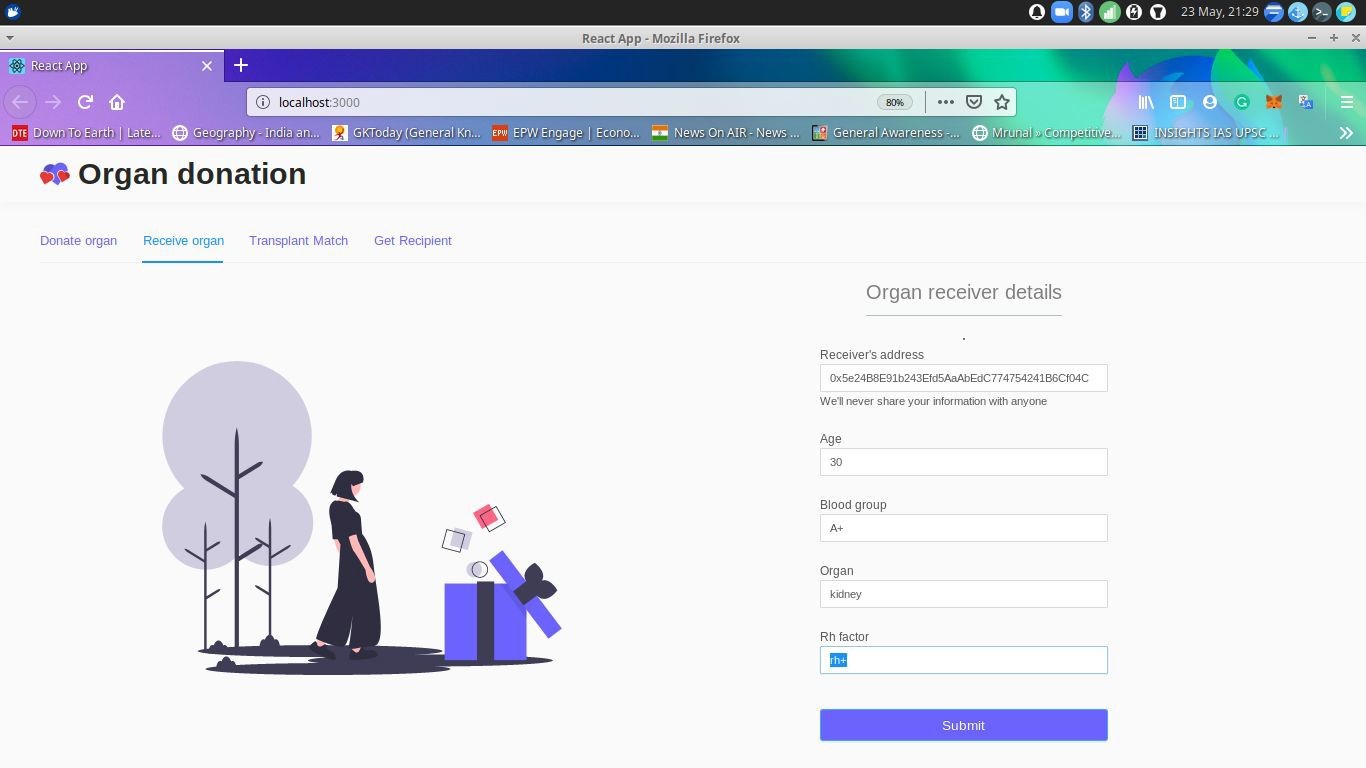 23 May, 21:29
React App - Mozilla Firefox
React App
localhost:3000
80%
DTE Down To Earth | Late...
Geography - India an...
GKToday (General Kn...
EPW EPW Engage | Econo...
News On AIR - News ...
General Awareness -...
Mrunal » Competitive...
INSIGHTS IAS UPSC ...
Organ donation
Donate organ
Receive organ
Transplant Match
Get Recipient
Organ receiver details
.
Receiver's address
0x5e24B8E91b243Efd5AaAbEdC774754241B6Cf04C
We'll never share your information with anyone
Age
30
Blood group
A+
Organ
kidney
Rh factor
rh+
Submit